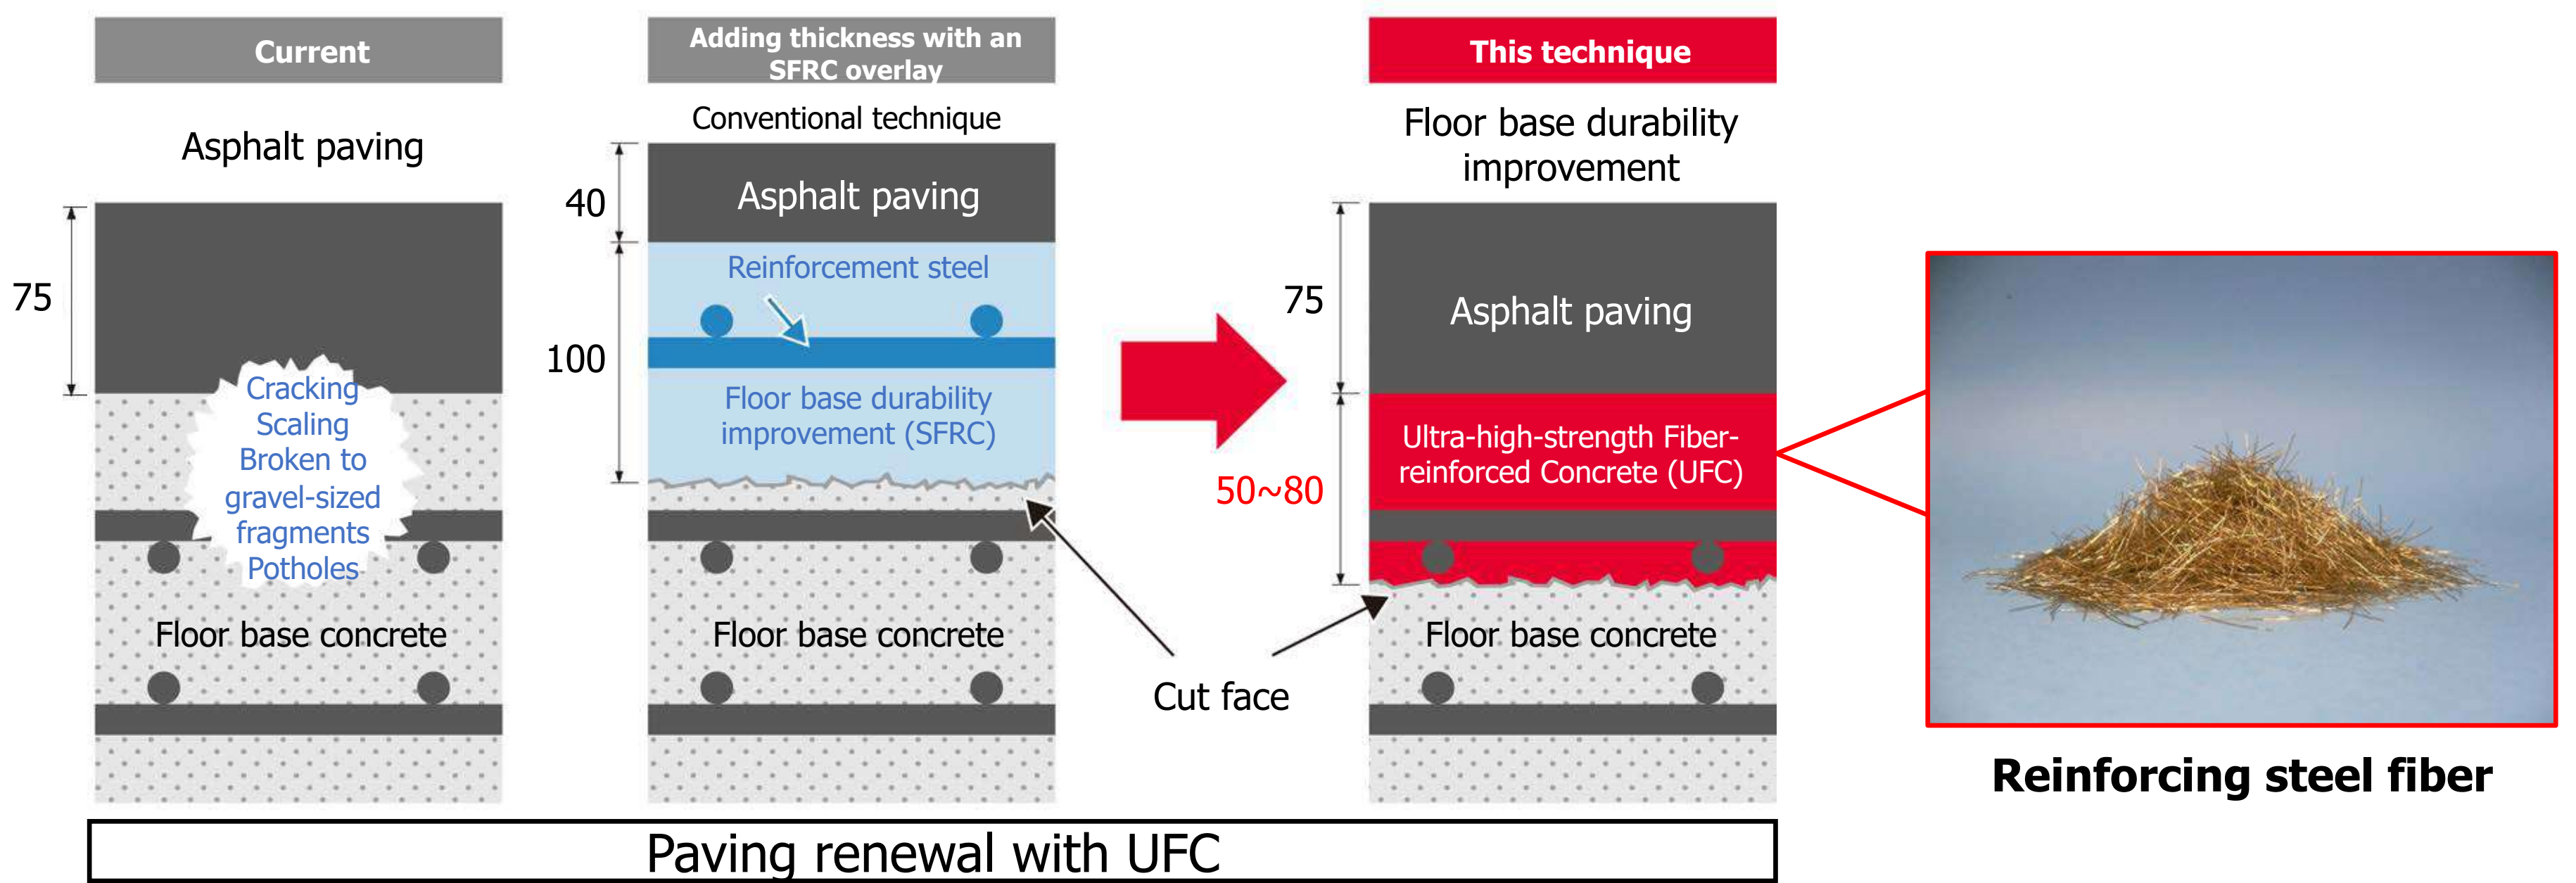 Current
Asphalt paving
75
Cracking
Scaling
Broken to
gravel-sized
fragments
Potholes
Floor base concrete
Adding thickness with an
SFRC overlay
Conventional technique
40
Asphalt paving
100
Reinforcement steel
Floor base durability
improvement (SFRC)
Floor base concrete
Cut face
This technique
Floor base durability
improvement
75
Asphalt paving
50~80
Ultra-high-strength Fiber-
reinforced Concrete (UFC)
Floor base concrete
Reinforcing steel fiber
Paving renewal with UFC